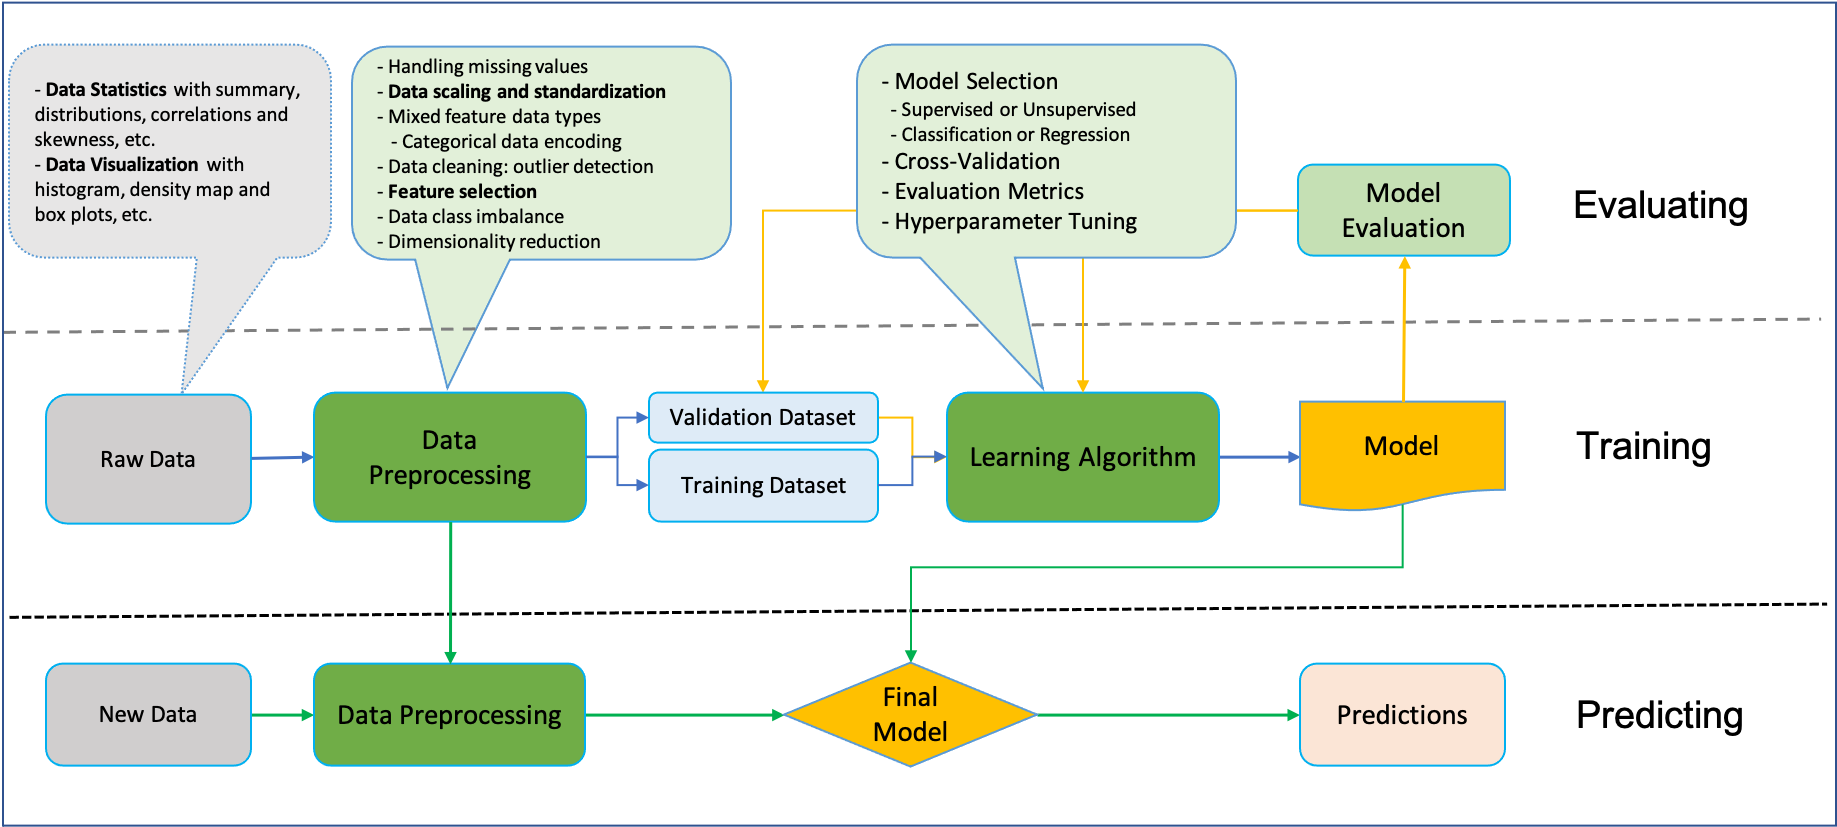 - Data Statistics with summary,
distributions, correlations and
skewness, etc.
- Data Visualization with
histogram, density map and
box plots, etc.
- Handling missing values
- Data scaling and standardization
- Mixed feature data types
- Categorical data encoding
- Data cleaning: outlier detection
- Feature selection
- Data class imbalance
- Dimensionality reduction
- Model Selection
- Supervised or Unsupervised
- Classification or Regression
- Cross-Validation
- Evaluation Metrics
- Hyperparameter Tuning
Model
Evaluation
Evaluating
Raw Data
Data
Preprocessing
Validation Dataset
Training Dataset
Learning Algorithm
Model
Training
New Data
Data Preprocessing
Final
Model
Predictions
Predicting